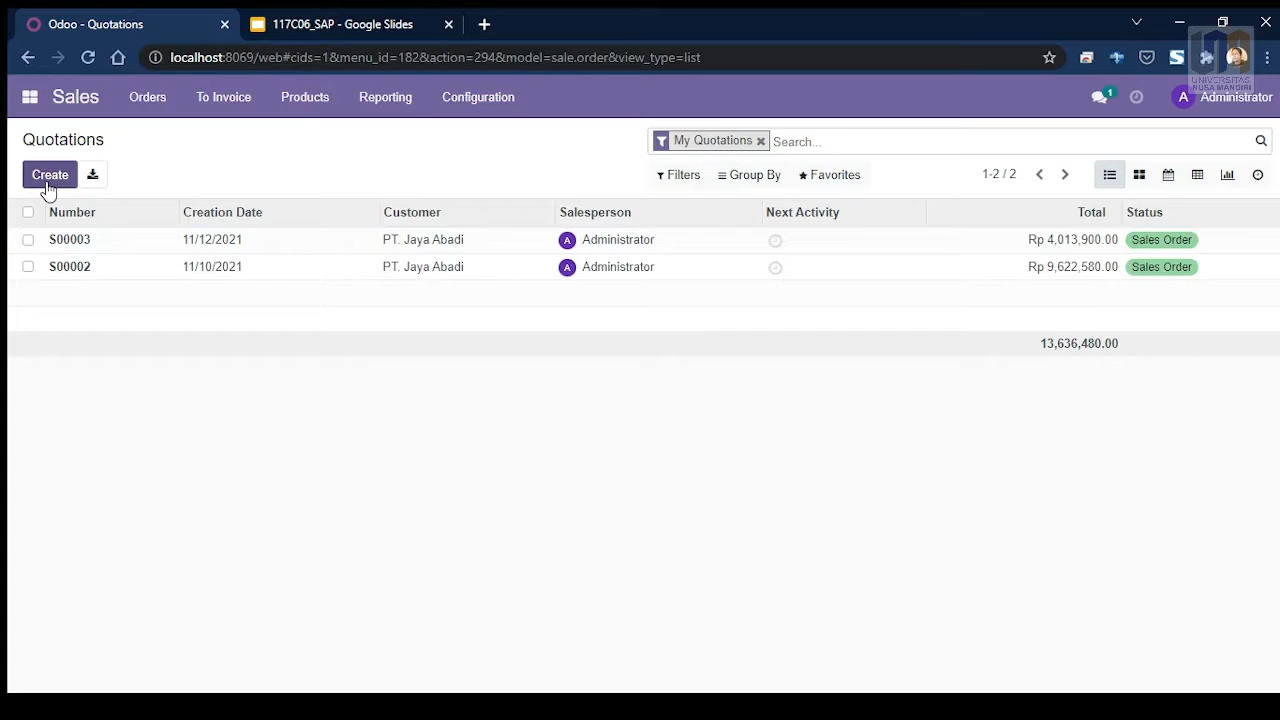 Odoo - Quotations
117C06_SAP - Google Slides
localhost:8069/web#cids=1&menu_id=182&action=294&model=sale.order&view_type=list
UNIVERSITAS
NUSA MANDIRI
Sales Orders To Invoice Products Reporting Configuration 1 A Administrator
Quotations
My Quotations Search...
Create
Filters Group By Favorites 1-2 / 2
Number Creation Date Customer Salesperson Next Activity Total Status
S00003 11/12/2021 PT. Jaya Abadi A Administrator Rp 4,013,900.00 Sales Order
S00002 11/10/2021 PT. Jaya Abadi A Administrator Rp 9,622,580.00 Sales Order
13,636,480.00